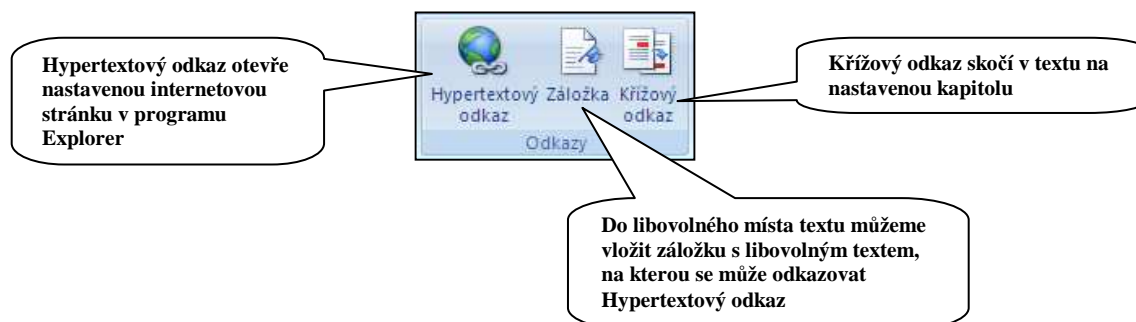 Hypertextový odkaz otevře
nastavenou internetovou
stránku v programu
Explorer
Hypertextový
odkaz
Záložka
Křížový
odkaz
Odkazy
Křížový odkaz skočí v textu na
nastavenou kapitolu
Do libovolného místa textu můžeme
vložit záložku s libovolným textem,
na kterou se může odkazovat
Hypertextový odkaz